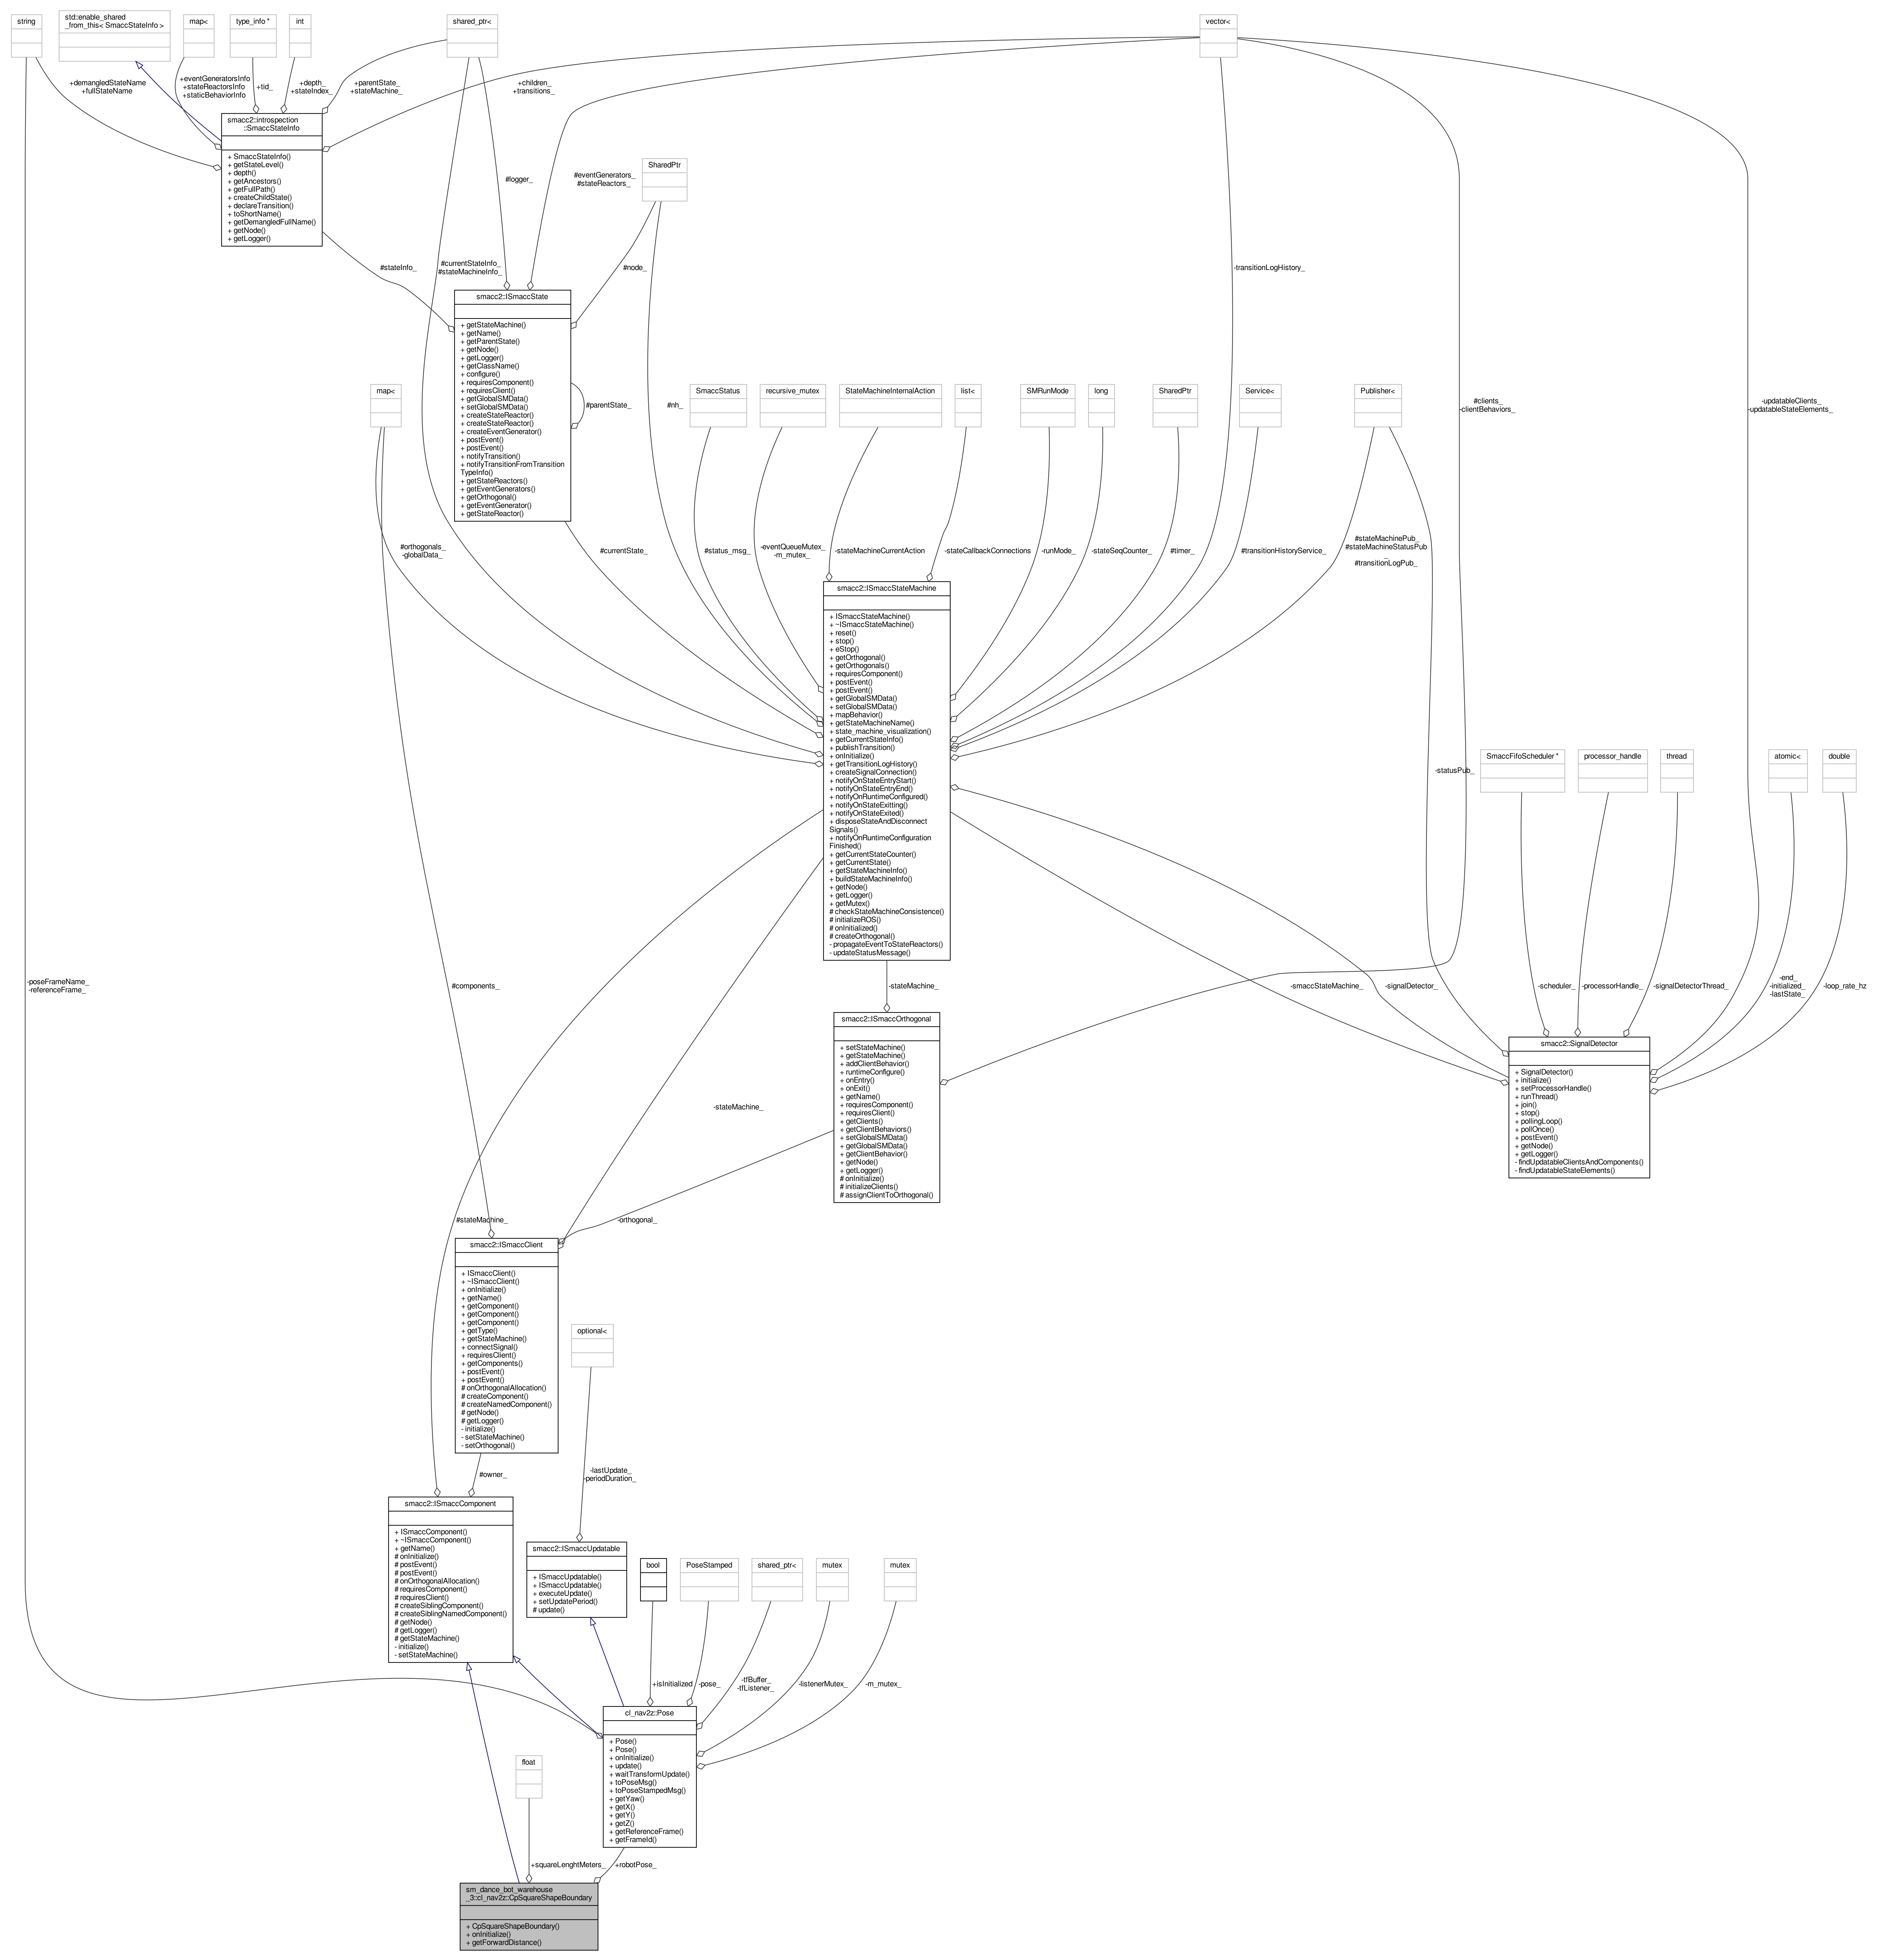 string
std::enable_shared
_from_this< SmaccStateInfo >
map<
type_info *
int
shared_ptr<
vector<
+demangledStateName
+fullStateName
+eventGeneratorsInfo
+stateReactorsInfo
+staticBehaviorInfo
+tid_
+depth_
+stateIndex_
+parentState_
+stateMachine_
+children_
+transitions_
smacc2::introspection
::SmaccStateInfo
+ SmaccStateInfo()
+ getStateLevel()
+ depth()
+ getAncestors()
+ getFullPath()
+ createChildState()
+ declareTransition()
+ toShortName()
+ getDemangledFullName()
+ getNode()
+ getLogger()
SharedPtr
#logger_
#eventGenerators_
#stateReactors_
#stateInfo_
#currentStateInfo_
#stateMachineInfo_
#node_
-transitionLogHistory_
smacc2::ISmaccState
+ getStateMachine()
+ getName()
+ getParentState()
+ getNode()
+ getLogger()
+ getClassName()
+ configure()
+ requiresComponent()
+ requiresClient()
+ getGlobalSMData()
+ setGlobalSMData()
+ createStateReactor()
+ createStateReactor()
+ createEventGenerator()
+ postEvent()
+ postEvent()
+ notifyTransition()
+ notifyTransitionFromTransition
TypeInfo()
+ getStateReactors()
+ getEventGenerators()
+ getOrthogonal()
+ getEventGenerator()
+ getStateReactor()
#parentState_
#nh_
map<
SmaccStatus
recursive_mutex
StateMachineInternalAction
list<
SMRunMode
long
SharedPtr
Service<
Publisher<
#clients_
-clientBehaviors_
-updatableClients_
-updatableStateElements_
#orthogonals_
-globalData_
#currentState_
#status_msg_
-eventQueueMutex_
-m_mutex_
-stateMachineCurrentAction
-stateCallbackConnections
-runMode_
-stateSeqCounter_
#timer_
#transitionHistoryService_
#stateMachinePub_
#stateMachineStatusPub
_
#transitionLogPub_
smacc2::ISmaccStateMachine
+ ISmaccStateMachine()
+ ~ISmaccStateMachine()
+ reset()
+ stop()
+ eStop()
+ getOrthogonal()
+ getOrthogonals()
+ requiresComponent()
+ postEvent()
+ postEvent()
+ getGlobalSMData()
+ setGlobalSMData()
+ mapBehavior()
+ getStateMachineName()
+ state_machine_visualization()
+ getCurrentStateInfo()
+ publishTransition()
+ onInitialize()
+ getTransitionLogHistory()
+ createSignalConnection()
+ notifyOnStateEntryStart()
+ notifyOnStateEntryEnd()
+ notifyOnRuntimeConfigured()
+ notifyOnStateExitting()
+ notifyOnStateExited()
+ disposeStateAndDisconnect
Signals()
+ notifyOnRuntimeConfiguration
Finished()
+ getCurrentStateCounter()
+ getCurrentState()
+ getStateMachineInfo()
+ buildStateMachineInfo()
+ getNode()
+ getLogger()
+ getMutex()
# checkStateMachineConsistence()
# initializeROS()
# onInitialized()
# createOrthogonal()
- propagateEventToStateReactors()
- updateStatusMessage()
-statusPub_
SmaccFifoScheduler *
processor_handle
thread
atomic<
double
-poseFrameName_
-referenceFrame_
#components_
-stateMachine_
-smaccStateMachine_
-signalDetector_
-scheduler_
-processorHandle_
-signalDetectorThread_
-end_
-initialized_
-lastState_
-loop_rate_hz
smacc2::ISmaccOrthogonal
+ setStateMachine()
+ getStateMachine()
+ addClientBehavior()
+ runtimeConfigure()
+ onEntry()
+ onExit()
+ getName()
+ requiresComponent()
+ requiresClient()
+ getClients()
+ getClientBehaviors()
+ setGlobalSMData()
+ getGlobalSMData()
+ getClientBehavior()
+ getNode()
+ getLogger()
# onInitialize()
# initializeClients()
# assignClientToOrthogonal()
smacc2::SignalDetector
+ SignalDetector()
+ initialize()
+ setProcessorHandle()
+ runThread()
+ join()
+ stop()
+ pollingLoop()
+ pollOnce()
+ postEvent()
+ getNode()
+ getLogger()
- findUpdatableClientsAndComponents()
- findUpdatableStateElements()
-stateMachine_
#stateMachine_
-orthogonal_
smacc2::ISmaccClient
+ ISmaccClient()
+ ~ISmaccClient()
+ onInitialize()
+ getName()
+ getComponent()
+ getComponent()
+ getComponent()
+ getType()
+ getStateMachine()
+ connectSignal()
+ requiresClient()
+ getComponents()
+ postEvent()
+ postEvent()
# onOrthogonalAllocation()
# createComponent()
# createNamedComponent()
# getNode()
# getLogger()
- initialize()
- setStateMachine()
- setOrthogonal()
optional<
#owner_
-lastUpdate_
-periodDuration_
smacc2::ISmaccComponent
+ ISmaccComponent()
+ ~ISmaccComponent()
+ getName()
# onInitialize()
# postEvent()
# postEvent()
# onOrthogonalAllocation()
# requiresComponent()
# requiresClient()
# createSiblingComponent()
# createSiblingNamedComponent()
# getNode()
# getLogger()
# getStateMachine()
- initialize()
- setStateMachine()
smacc2::ISmaccUpdatable
+ ISmaccUpdatable()
+ ISmaccUpdatable()
+ executeUpdate()
+ setUpdatePeriod()
# update()
bool
PoseStamped
shared_ptr<
mutex
mutex
+isInitialized
-pose_
-tfBuffer_
-tfListener_
-listenerMutex_
-m_mutex_
cl_nav2z::Pose
+ Pose()
+ Pose()
+ onInitialize()
+ update()
+ waitTransformUpdate()
+ toPoseMsg()
+ toPoseStampedMsg()
+ getYaw()
+ getX()
+ getY()
+ getZ()
+ getReferenceFrame()
+ getFrameId()
float
+squareLenghtMeters_
+robotPose_
sm_dance_bot_warehouse
_3::cl_nav2z::CpSquareShapeBoundary
+ CpSquareShapeBoundary()
+ onInitialize()
+ getForwardDistance()